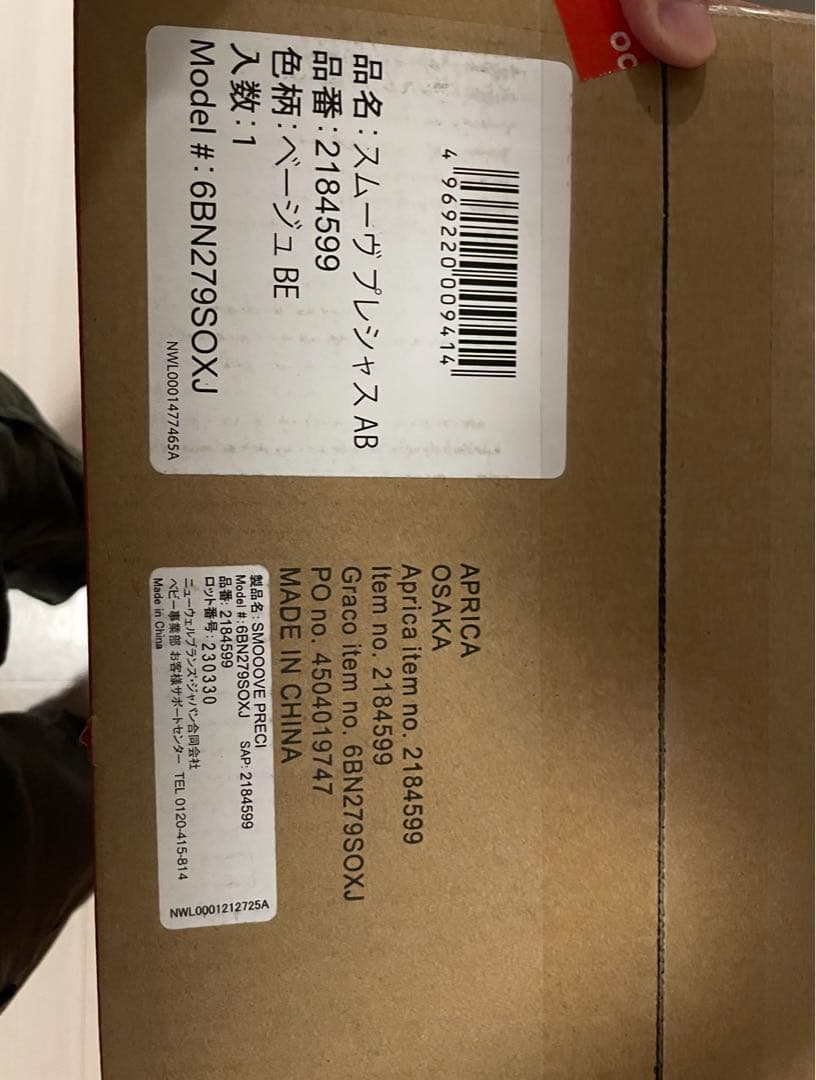 OC
4 969220 009414
品名:スムーヴ プレシャス AB
品番:2184599
色柄:ベージュ BE
入数:1
Model #:6BN279SOXJ
NWL0001477465A
APRICA
OSAKA
Aprica item no. 2184599
Item no. 2184599
Graco item no. 6BN279SOXJ
PO no. 4504019747
MADE IN CHINA
製品名:SMOOOVE PRECI
Model #:6BN279SOXJ SAP: 2184599
品番: 2184599
ロット番号:230330
ニューウェルブランズ・ジャパン合同会社
ベビー事業部 お客様サポートセンター TEL 0120-415-814
Made in China
NWL0001212725A